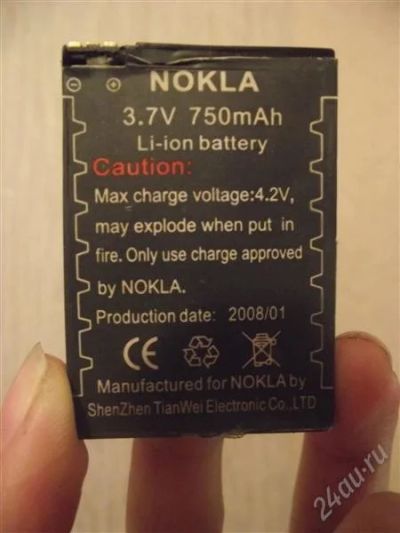 NOKLA
3.7V 750mAh
Li-ion battery
Caution:
Max charge voltage:4.2V,
may explode when put in
fire. Only use charge approved
by NOKLA.
Production date: 2008/01
CE
Manufactured for NOKLA by
ShenZhen TianWei Electronic Co.,LTD
24au.ru